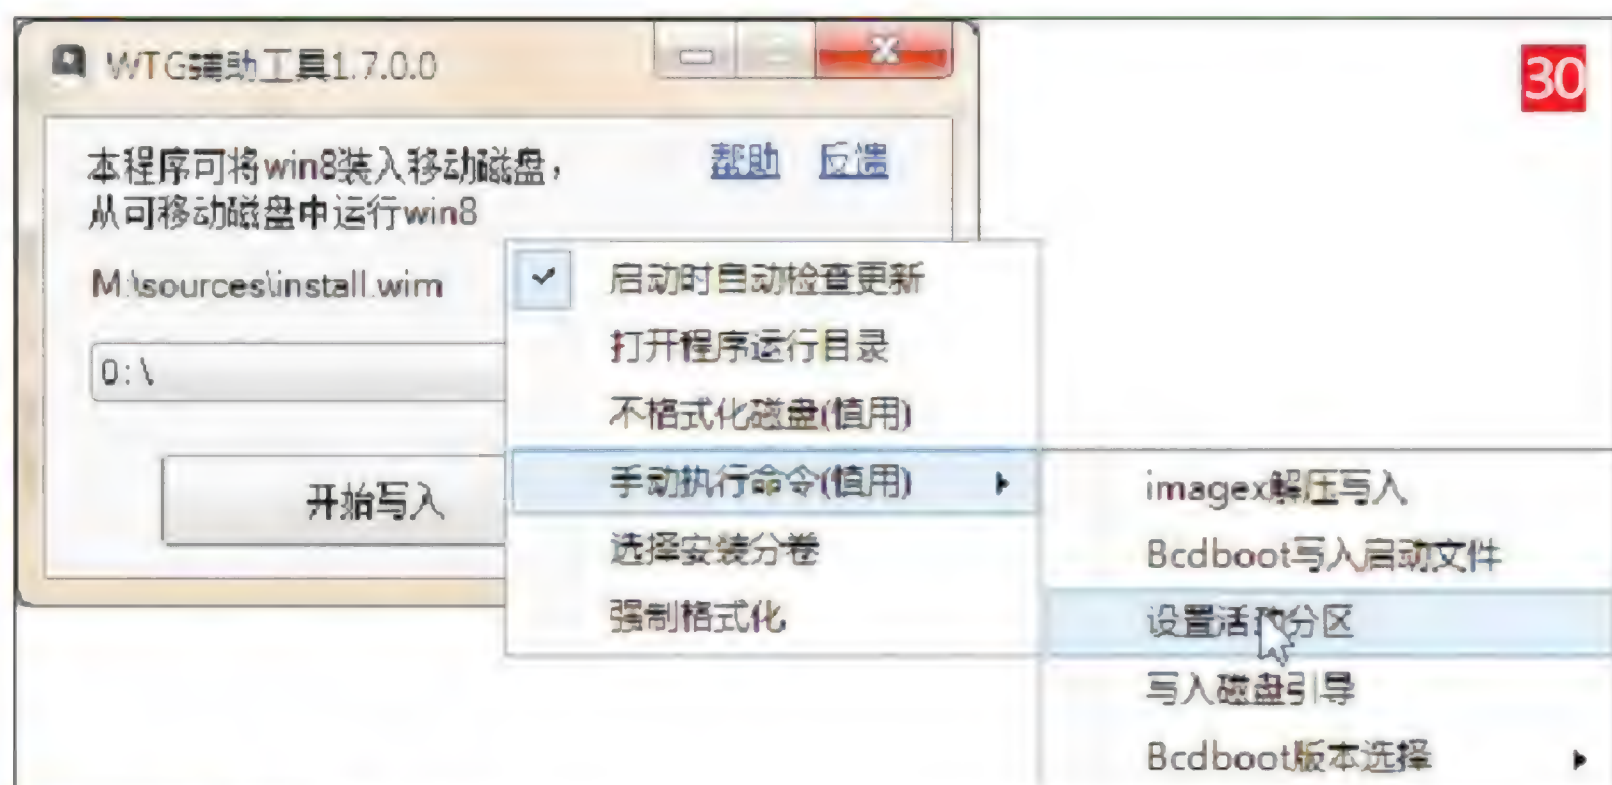 WTG辅助工具1.7.0.0
30
本程序可将win8装入移动磁盘，
从可移动磁盘中运行win8
帮助 反馈
M:\sources\install.wim
0:\
开始写入
启动时自动检查更新
打开程序运行目录
不格式化磁盘(慎用)
手动执行命令(慎用)
选择安装分卷
强制格式化
imagex解压写入
Bcdboot写入启动文件
设置活动分区
写入磁盘引导
Bcdboot版本选择